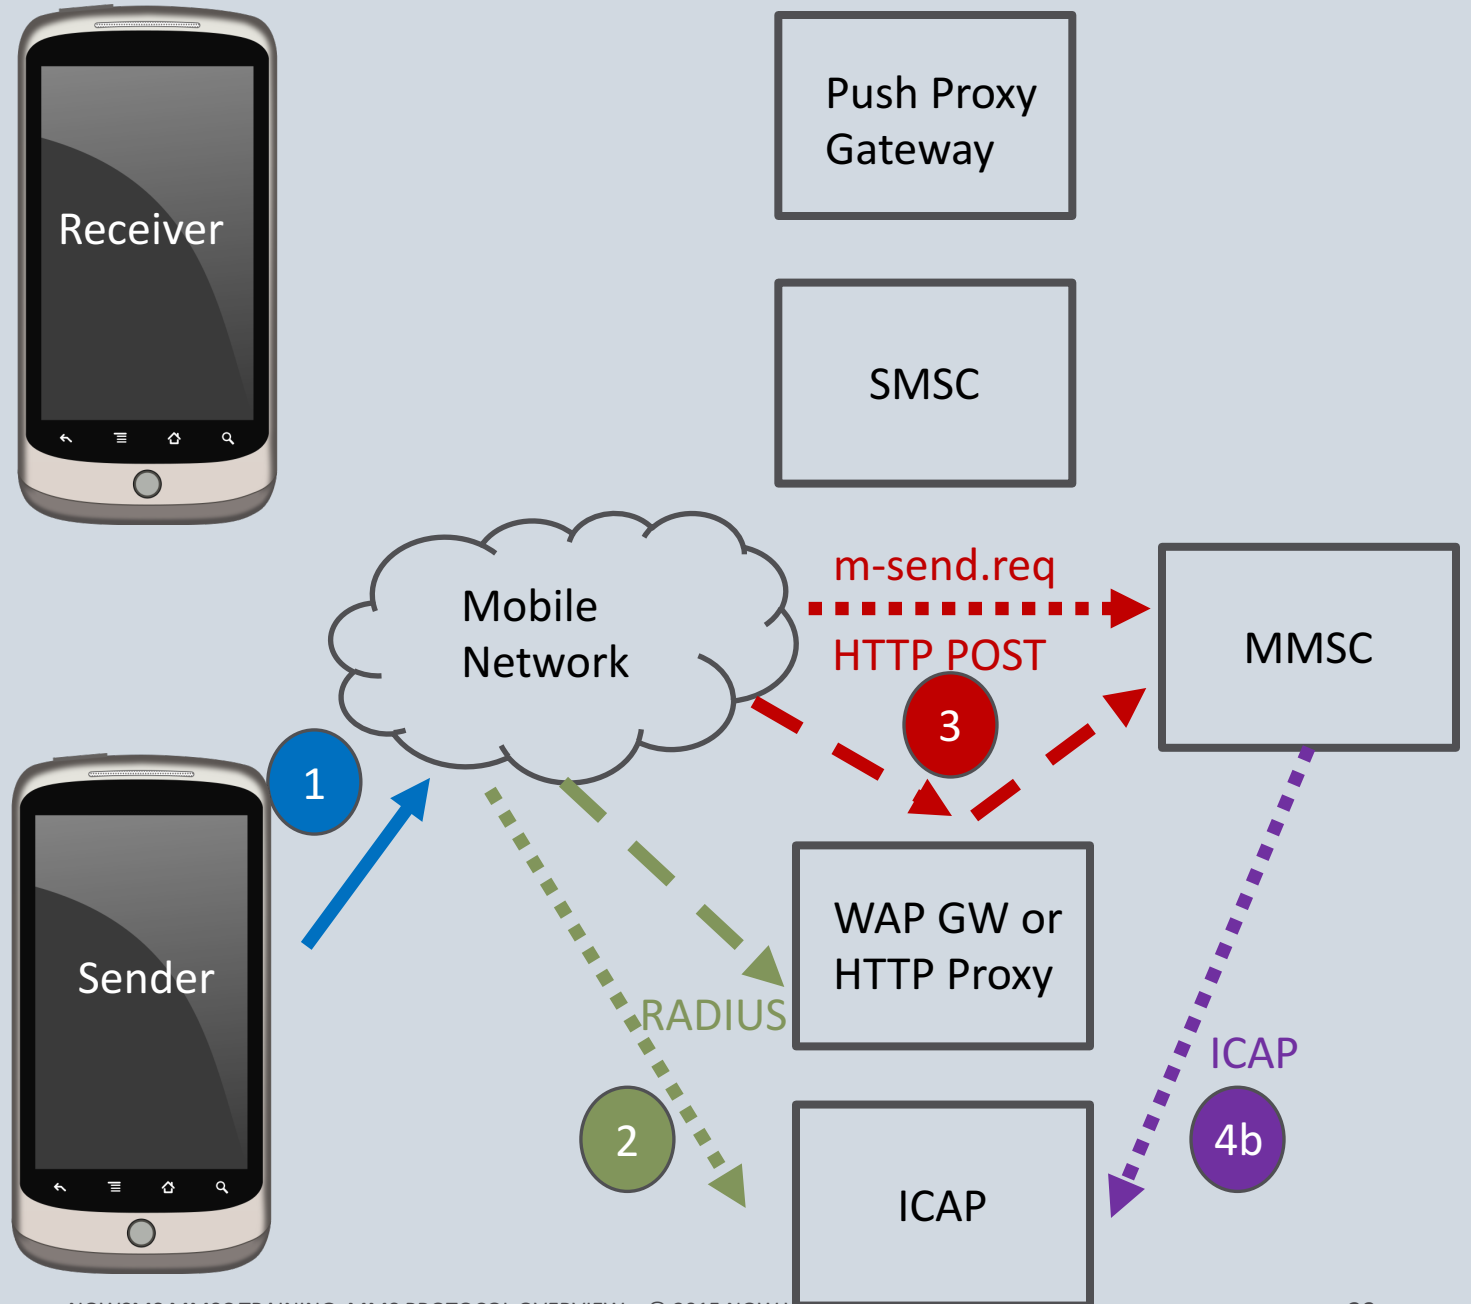 Push Proxy
Gateway
Receiver
SMSC
m-send.req
Mobile
Network
HTTP POST
MMSC
3
1
WAP GW or
HTTP Proxy
Sender
RADIUS
ICAP
2
4b
ICAP